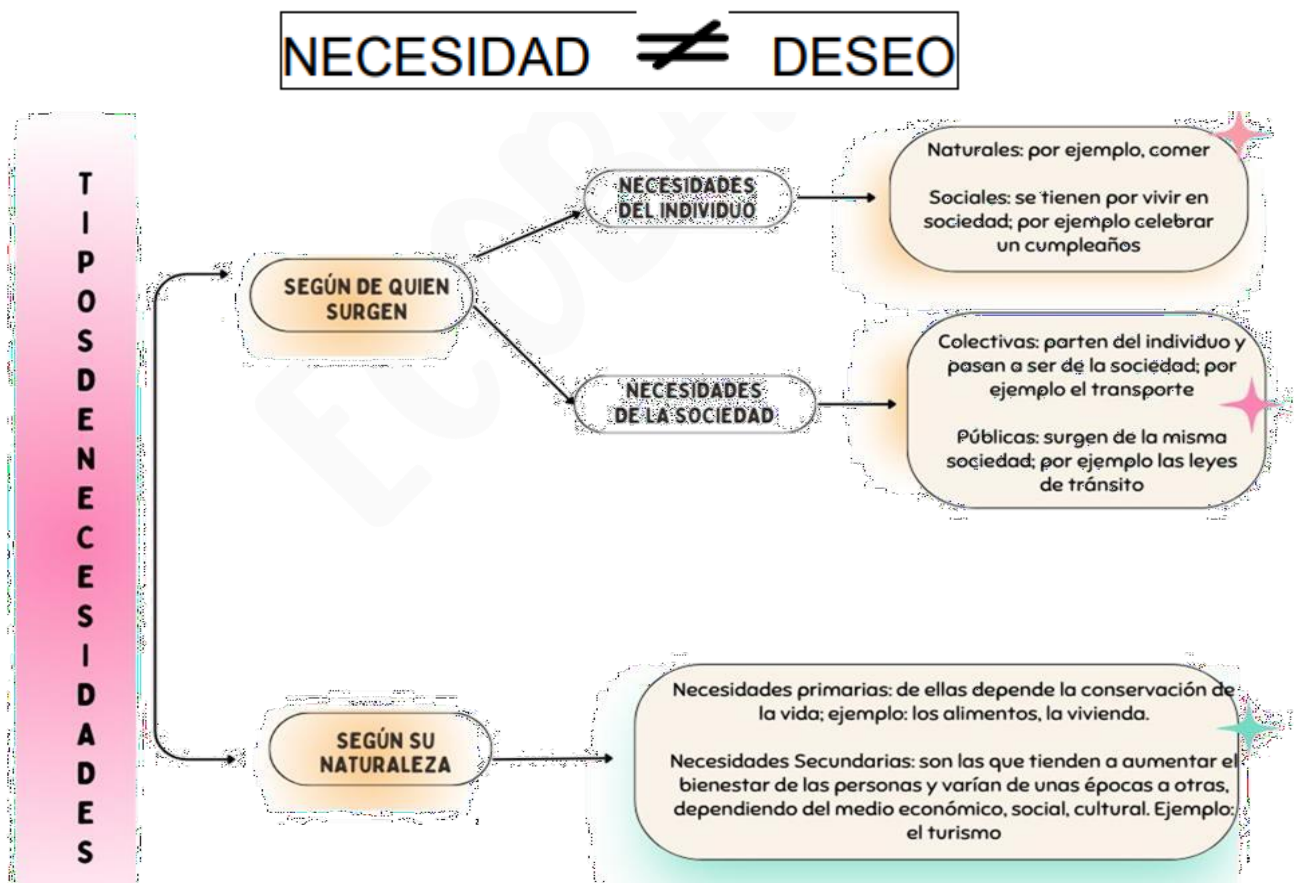 NECESIDAD ≠ DESEO
TIPOS DE NECESIDADES
SEGÚN DE QUIEN
SURGEN
NECESIDADES
DEL INDIVIDUO
Naturales: por ejemplo, comer
Sociales: se tienen por vivir en
sociedad; por ejemplo celebrar
un cumpleaños
NECESIDADES
DE LA SOCIEDAD
Colectivas: parten del individuo y
pasan a ser de la sociedad; por
ejemplo el transporte
Públicas: surgen de la misma
sociedad; por ejemplo las leyes
de tránsito
SEGÚN SU
NATURALEZA
Necesidades primarias: de ellas depende la conservación de
la vida; ejemplo: los alimentos, la vivienda.
Necesidades Secundarias: son las que tienden a aumentar el
bienestar de las personas y varían de unas épocas a otras,
dependiendo del medio económico, social, cultural. Ejemplo:
el turismo